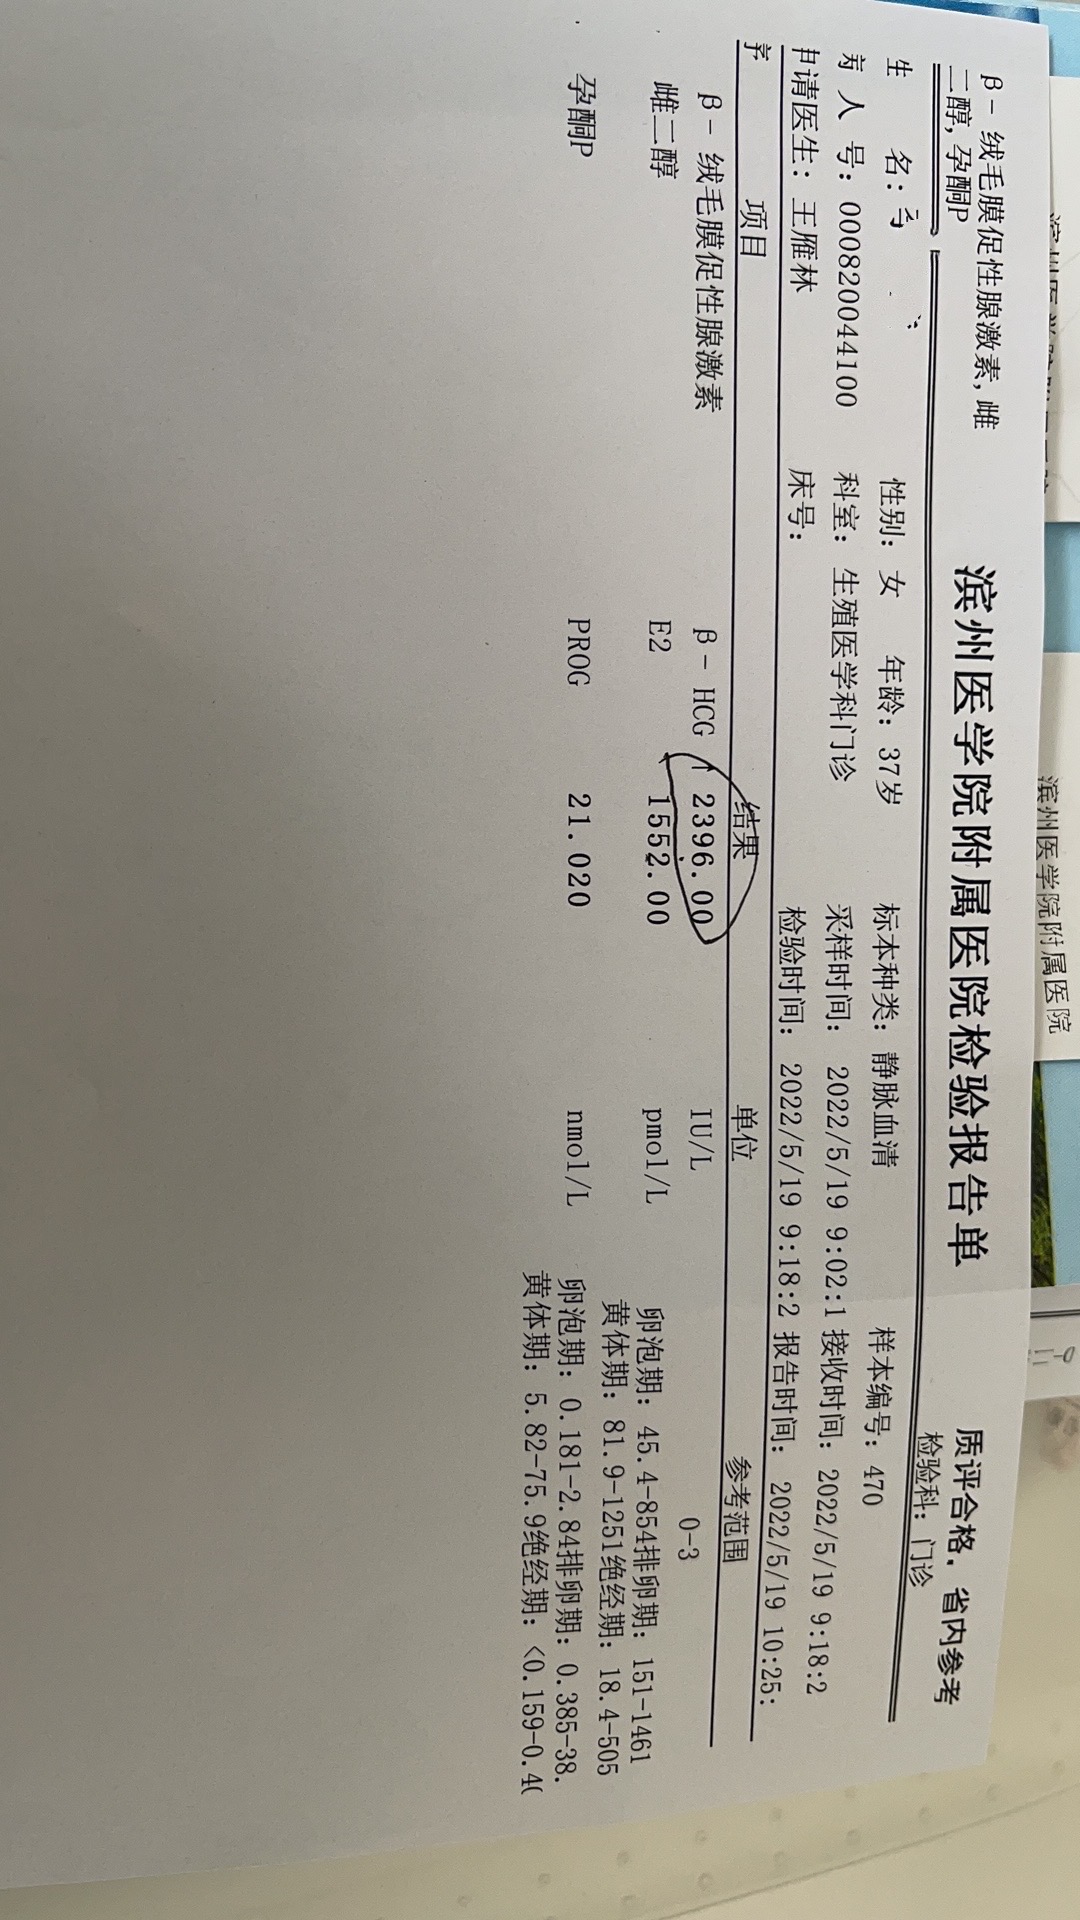 β-绒毛膜促性腺激素,雌
二醇,孕酮P
滨州医学院附属医院检验报告单
质评合格，省内参考
检验科：门诊
名：
性别：女 年龄：37岁 标本种类：静脉血清 样本编号：470
人 号：00082004410​0 科室：生殖医学科门诊 采样时间：2022/5/19 9:02:1 接收时间：2022/5/19 9:18:2
申请医生：王雁林 床号： 检验时间：2022/5/19 9:18:2 报告时间：2022/5/19 10:25:
项目 结果 单位 参考范围
β-绒毛膜促性腺激素 β-HCG ↑ 2396.00 IU/L 0-3
雌二醇 E2 1552.00 pmol/L 卵泡期：45.4-854排卵期：151-1461
黄体期：81.9-1251绝经期：18.4-505
孕酮P PROG 21.020 nmol/L 卵泡期：0.181-2.84排卵期：0.385-38.
黄体期：5.82-75.9绝经期：<0.159-0.4
滨州医学院附属医院